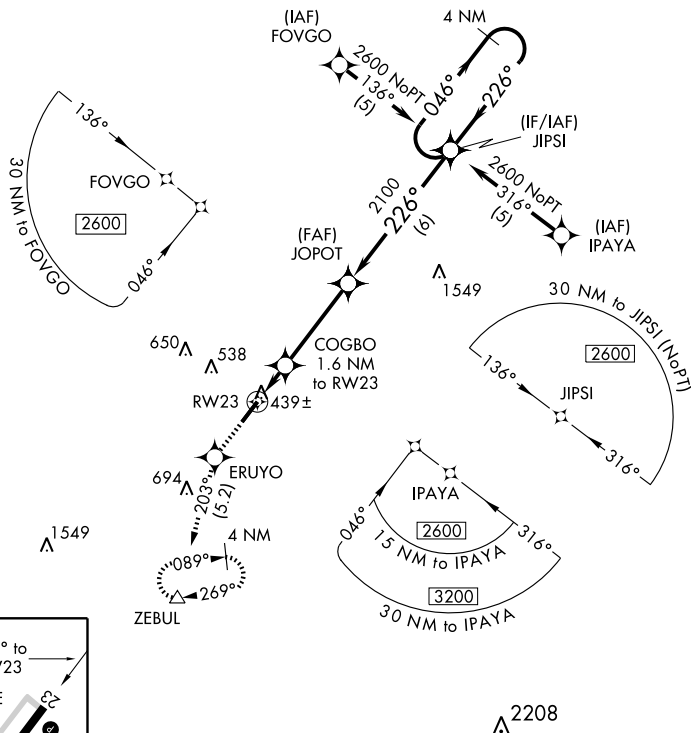 (IAF)
FOVGO
4 NM
2600 NoPT
136°
(5)
046°
226°
(IF/IAF)
JIPSI
2600 NoPT
316°
(5)
(IAF)
IPAYA
136°
FOVGO
2600
046°
30 NM to FOVGO
2100
226°
(6)
(FAF)
JOPOT
1549
30 NM to JIPSI (NoPT)
2600
136°
JIPSI
316°
650
538
COGBO
1.6 NM
to RW23
RW23
439±
ERUYO
694
203°
(5.2)
1549
4 NM
089°
269°
ZEBUL
IPAYA
046°
316°
2600
15 NM to IPAYA
3200
30 NM to IPAYA
° to
23
E
23
P
2208